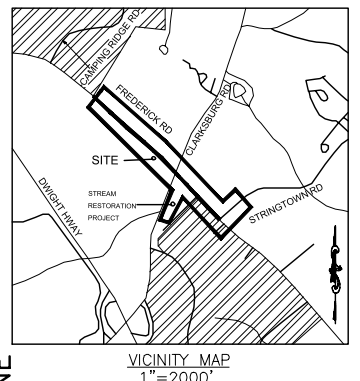 CAMPING RIDGE RD
FREDERICK RD
CLARKSBURG RD
SITE
STREAM
RESTORATION
PROJECT
DWIGHT HWAY
STRINGTOWN RD
NE
VICINITY MAP
1"=2000'